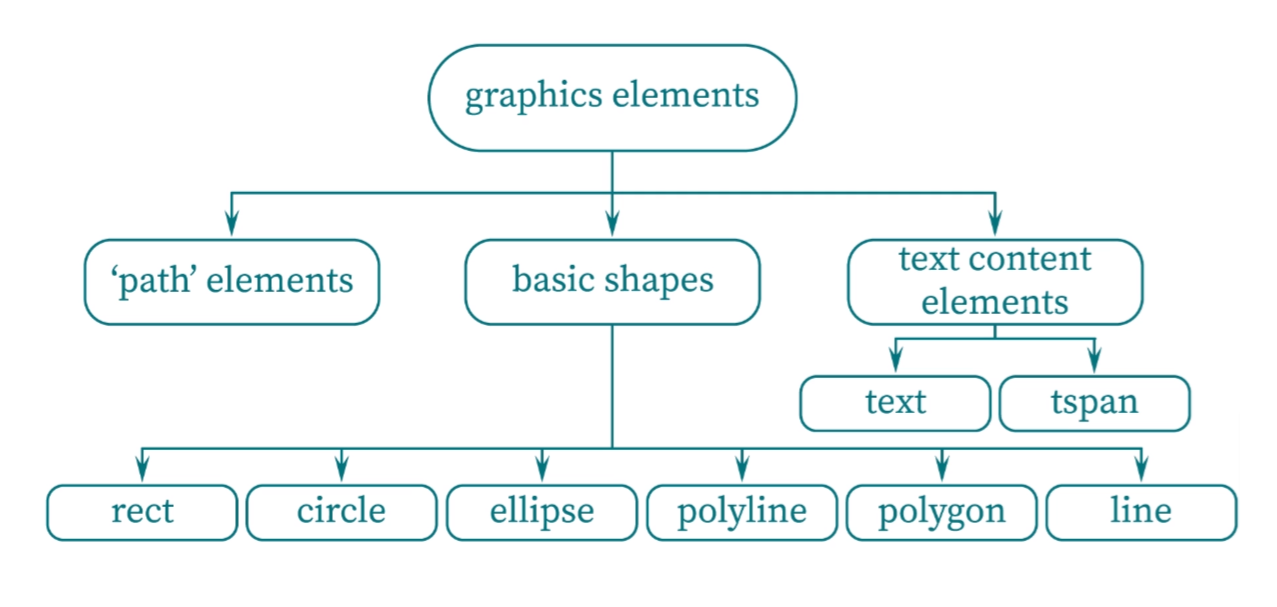 graphics elements
‘path’ elements
basic shapes
text content
elements
text
tspan
rect
circle
ellipse
polyline
polygon
line